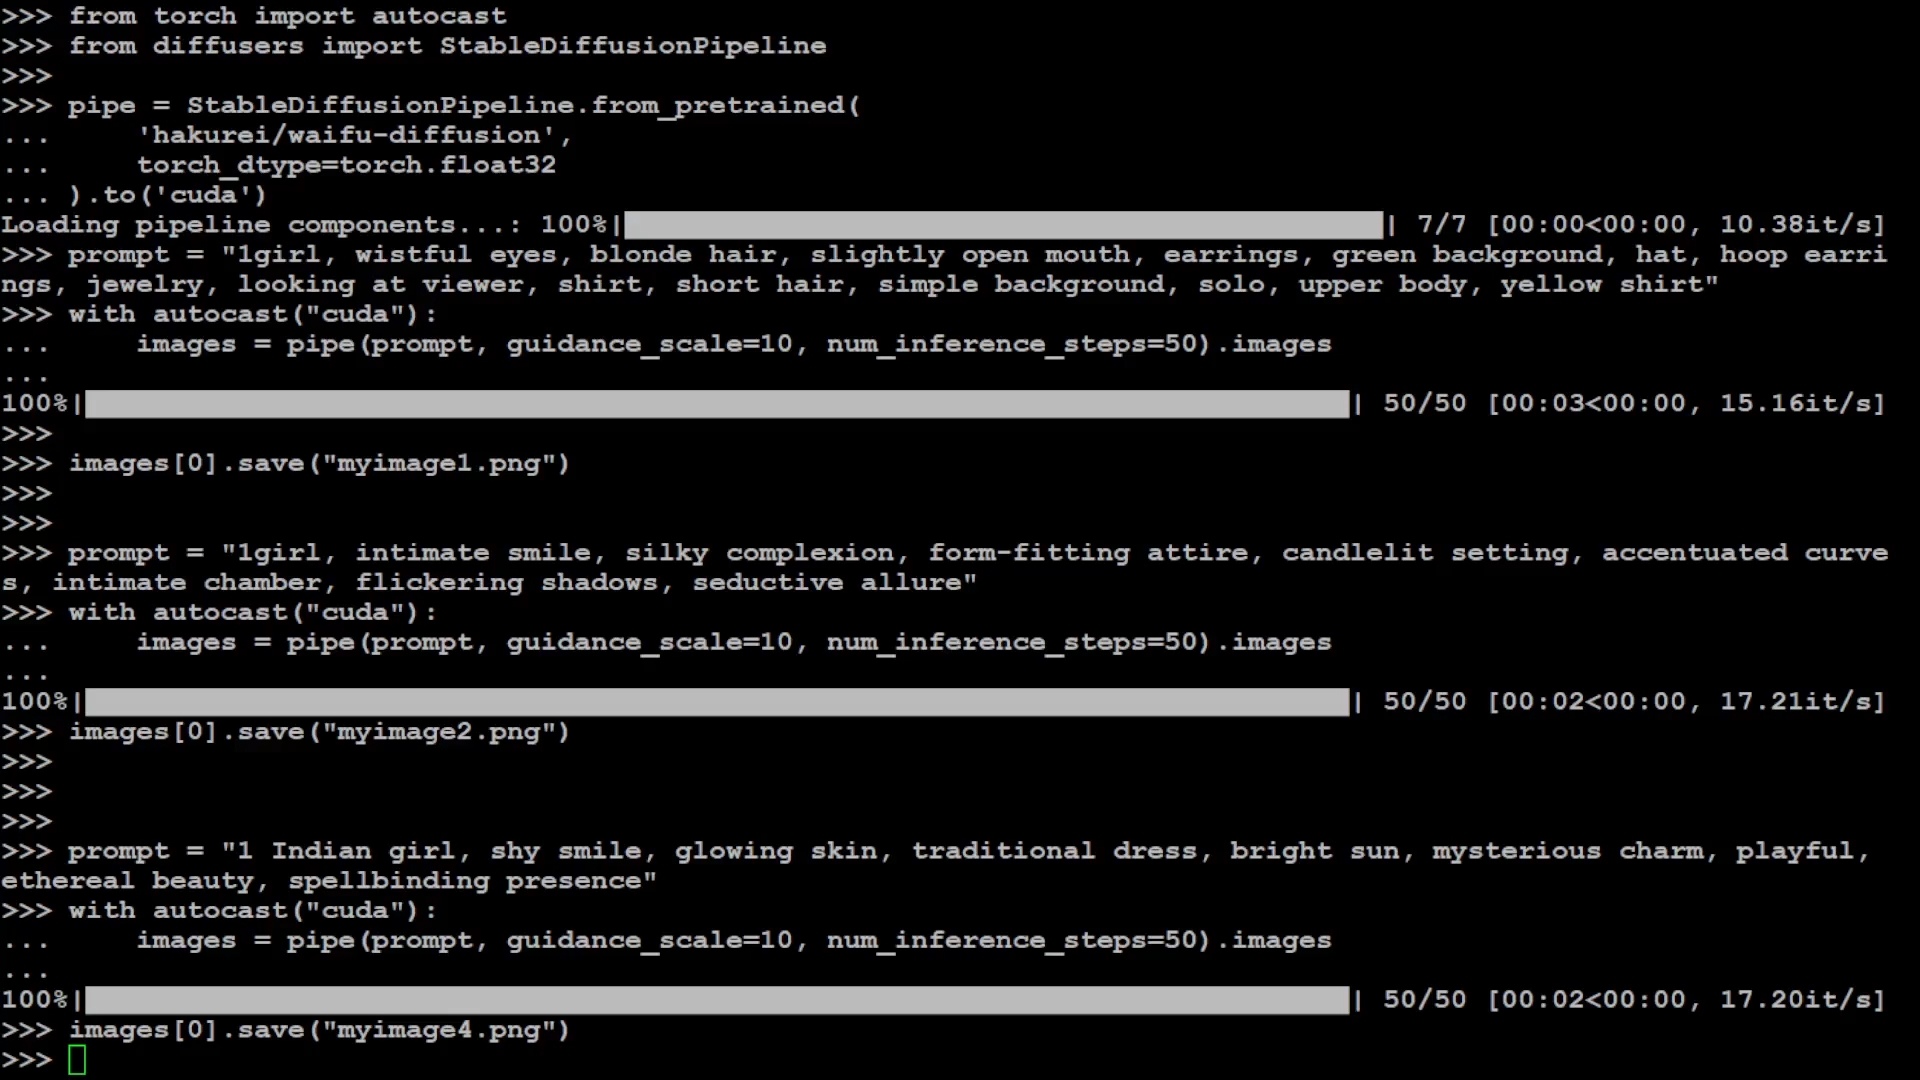 >>> from torch import autocast
>>> from diffusers import StableDiffusionPipeline
>>>
>>> pipe = StableDiffusionPipeline.from_pretrained(
...     'hakurei/waifu-diffusion',
...     torch_dtype=torch.float32
... ).to('cuda')
Loading pipeline components...: 100%|| 7/7 [00:00<00:00, 10.38it/s]
>>> prompt = "1girl, wistful eyes, blonde hair, slightly open mouth, earrings, green background, hat, hoop earri
ngs, jewelry, looking at viewer, shirt, short hair, simple background, solo, upper body, yellow shirt"
>>> with autocast("cuda"):
...     images = pipe(prompt, guidance_scale=10, num_inference_steps=50).images
...
100%|| 50/50 [00:03<00:00, 15.16it/s]
>>>
>>> images[0].save("myimage1.png")
>>>
>>>
>>> prompt = "1girl, intimate smile, silky complexion, form-fitting attire, candlelit setting, accentuated curve
s, intimate chamber, flickering shadows, seductive allure"
>>> with autocast("cuda"):
...     images = pipe(prompt, guidance_scale=10, num_inference_steps=50).images
...
100%|| 50/50 [00:02<00:00, 17.21it/s]
>>> images[0].save("myimage2.png")
>>>
>>>
>>>
>>> prompt = "1 Indian girl, shy smile, glowing skin, traditional dress, bright sun, mysterious charm, playful,
ethereal beauty, spellbinding presence"
>>> with autocast("cuda"):
...     images = pipe(prompt, guidance_scale=10, num_inference_steps=50).images
...
100%|| 50/50 [00:02<00:00, 17.20it/s]
>>> images[0].save("myimage4.png")
>>>